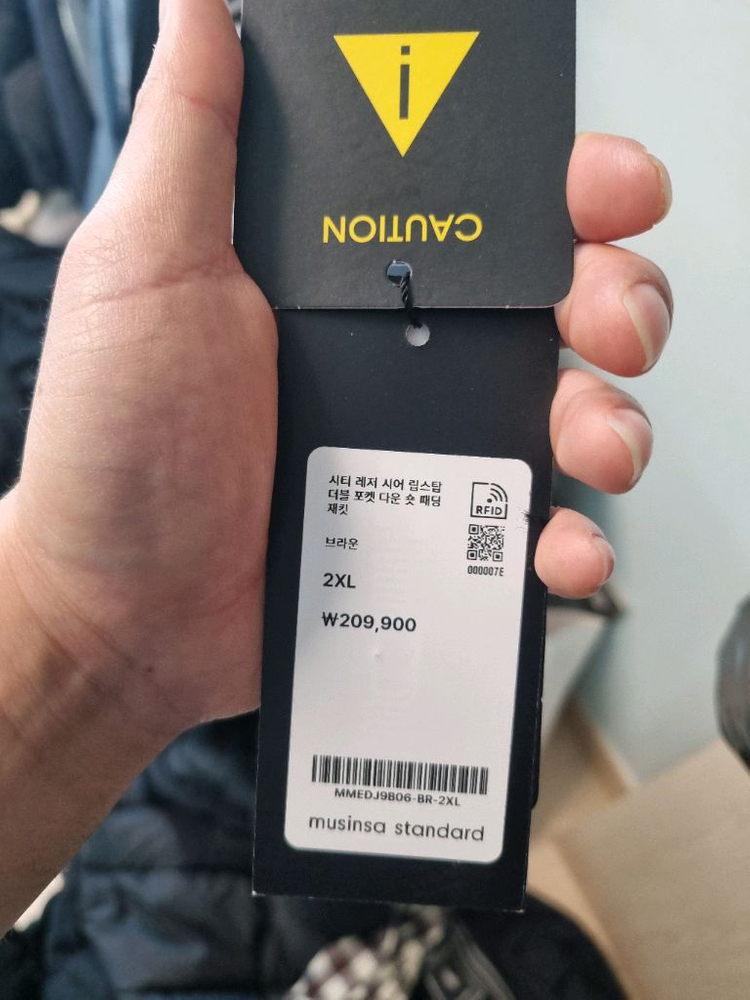 CAUTION
시티 레저 시어 립스탑
더블 포켓 다운 숏 패딩
재킷
RFID
브라운
000007E
2XL
₩209,900
MMEDJ9B06-BR-2XL
musinsa standard